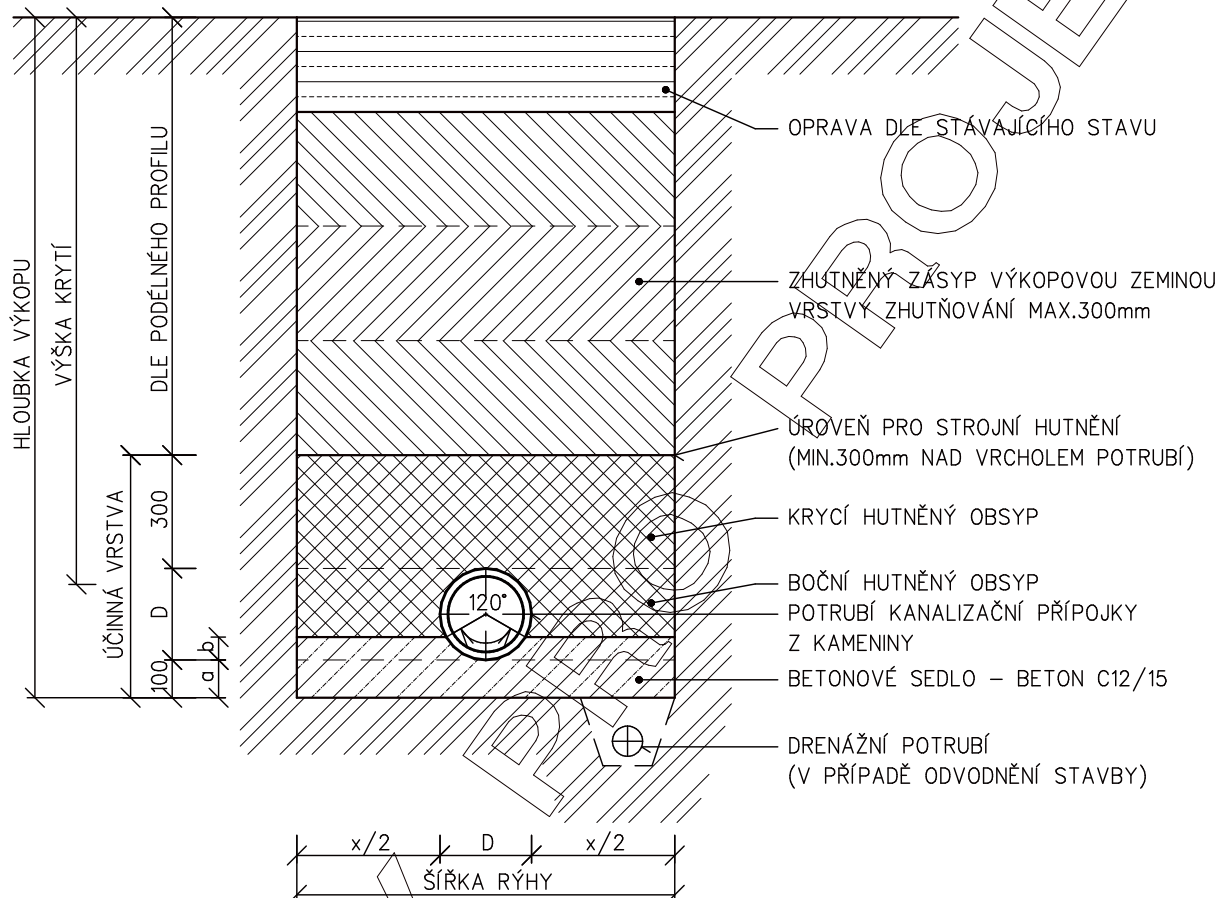 OPRAVA DLE STÁVAJÍCÍHO STAVU
ZHUTNĚNÝ ZÁSYP VÝKOPOVOU ZEMINOU
VRSTVY ZHUTŇOVÁNÍ MAX.300mm
ÚROVEŇ PRO STROJNÍ HUTNĚNÍ
(MIN.300mm NAD VRCHOLEM POTRUBÍ)
KRYCÍ HUTNĚNÝ OBSYP
BOČNÍ HUTNĚNÝ OBSYP
POTRUBÍ KANALIZAČNÍ PŘÍPOJKY
Z KAMENINY
BETONOVÉ SEDLO – BETON C12/15
DRENÁŽNÍ POTRUBÍ
(V PŘÍPADĚ ODVODNĚNÍ STAVBY)
HLOUBKA VÝKOPU
VÝŠKA KRYTÍ
DLE PODÉLNÉHO PROFILU
ÚČINNÁ VRSTVA
300
D
100
b
a
120°
x/2
D
x/2
ŠÍŘKA RÝHY
PRO PROJE